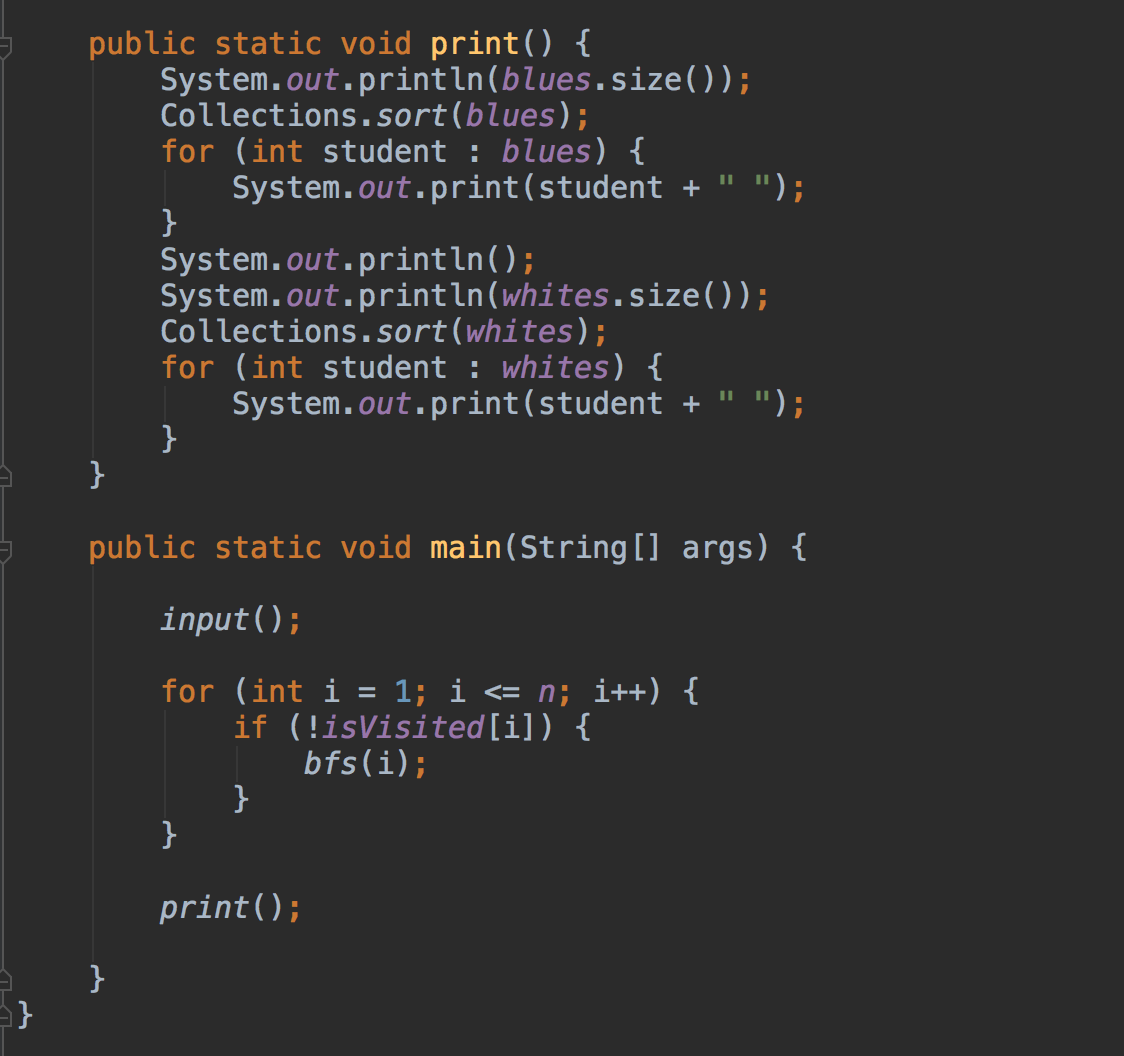 public static void print() {
    System.out.println(blues.size());
    Collections.sort(blues);
    for (int student : blues) {
        System.out.print(student + " ");
    }
    System.out.println();
    System.out.println(whites.size());
    Collections.sort(whites);
    for (int student : whites) {
        System.out.print(student + " ");
    }
}
public static void main(String[] args) {
    input();
    for (int i = 1; i <= n; i++) {
        if (!isVisited[i]) {
            bfs(i);
        }
    }
    print();
}
}